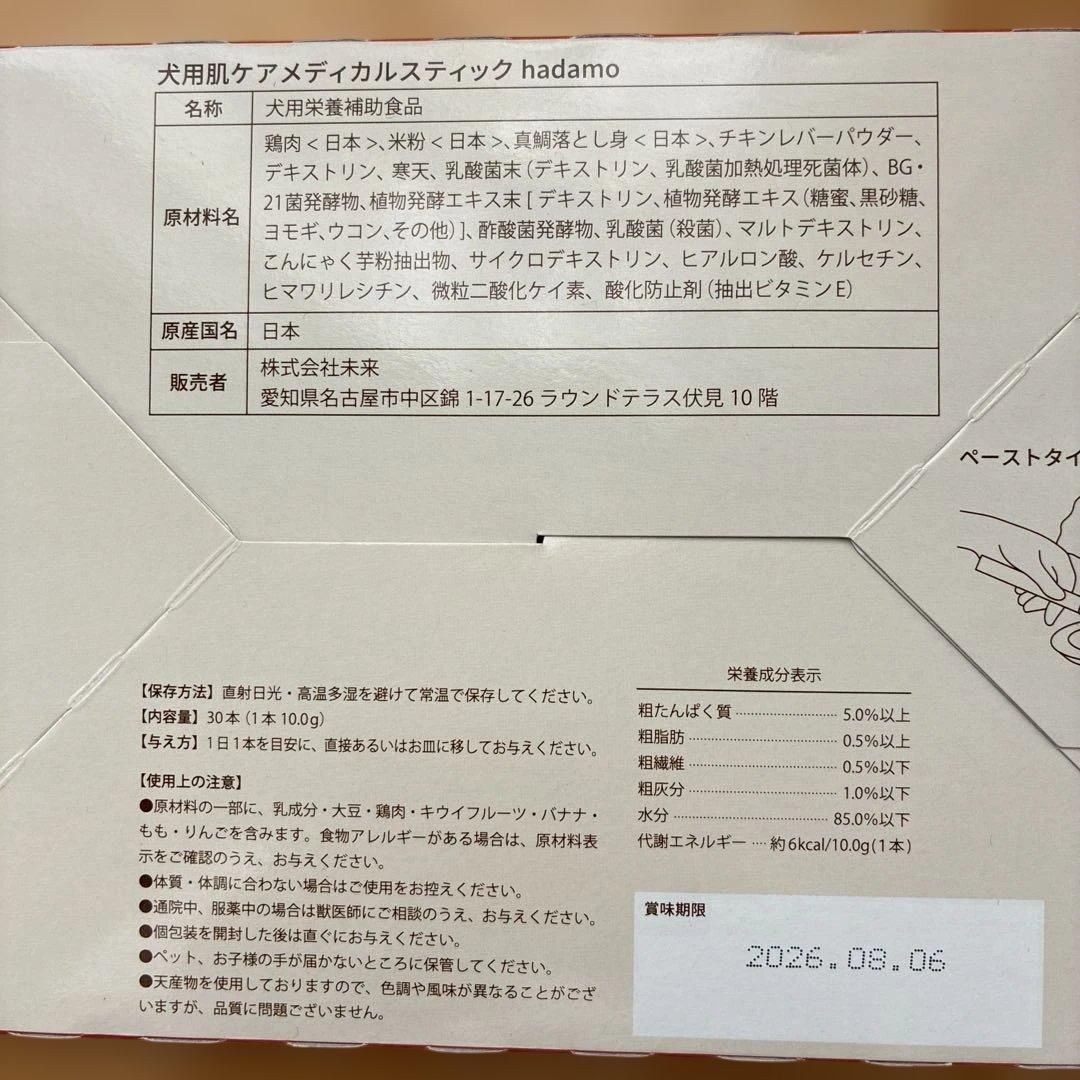 犬用肌ケアメディカルスティック hadamo
名称 犬用栄養補助食品
原材料名
鶏肉 < 日本 >、米粉 < 日本 >、真鯛落とし身 < 日本 >、チキンレバーパウダー、
デキストリン、寒天、乳酸菌末（デキストリン、乳酸菌加熱処理死菌体）、BG・
21菌発酵物、植物発酵エキス末 [ デキストリン、植物発酵エキス（糖蜜、黒砂糖、
ヨモギ、ウコン、その他）]、酢酸菌発酵物、乳酸菌（殺菌）、マルトデキストリン、
こんにゃく芋粉抽出物、サイクロデキストリン、ヒアルロン酸、ケルセチン、
ヒマワリレシチン、微粒二酸化ケイ素、酸化防止剤（抽出ビタミンE）
原産国名 日本
販売者
株式会社未来
愛知県名古屋市中区錦 1-17-26 ラウンドテラス伏見 10 階
ペーストタイ
【保存方法】直射日光・高温多湿を避けて常温で保存してください。
【内容量】30本（1本 10.0g）
【与え方】1日1本を目安に、直接あるいはお皿に移してお与えください。
【使用上の注意】
●原材料の一部に、乳成分・大豆・鶏肉・キウイフルーツ・バナナ・
もも・りんごを含みます。食物アレルギーがある場合は、原材料表
示をご確認のうえ、お与えください。
●体質・体調に合わない場合はご使用をお控えください。
●通院中、服薬中の場合は獣医師にご相談のうえ、お与えください。
●個包装を開封した後は直ぐにお与えください。
●ペット、お子様の手が届かないところに保管してください。
●天産物を使用しておりますので、色調や風味が異なることがござ
いますが、品質に問題ございません。
栄養成分表示
粗たんぱく質 ………………… 5.0%以上
粗脂肪 ………………… 0.5%以上
粗繊維 ………………… 0.5%以下
粗灰分 ………………… 1.0%以下
水分 ………………… 85.0%以下
代謝エネルギー ···· 約6kcal/10.0g(1本)
賞味期限
2026.08.06